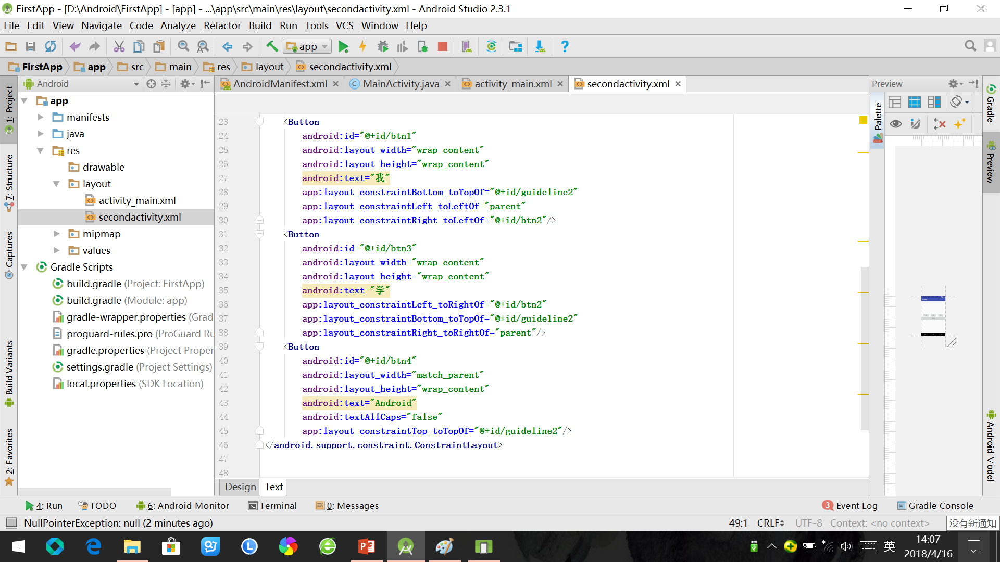 FirstApp - [D:\Android\FirstApp] - [app] - ...\app\src\main\res\layout\secondactivity.xml - Android Studio 2.3.1
File Edit View Navigate Code Analyze Refactor Build Run Tools VCS Window Help
app
FirstApp app src main res layout secondactivity.xml
Android
AndroidManifest.xml MainActivity.java activity_main.xml secondactivity.xml
Preview
1: Project
7: Structure
Captures
Build Variants
2: Favorites
app
manifests
java
res
drawable
layout
activity_main.xml
secondactivity.xml
mipmap
values
Gradle Scripts
build.gradle (Project: FirstApp)
build.gradle (Module: app)
gradle-wrapper.properties (Grad
proguard-rules.pro (ProGuard Ru
gradle.properties (Project Proper
settings.gradle (Project Settings)
local.properties (SDK Location)
23 <Button
24 android:id="@+id/btn1"
25 android:layout_width="wrap_content"
26 android:layout_height="wrap_content"
27 android:text="我"
28 app:layout_constraintBottom_toTopOf="@+id/guideline2"
29 app:layout_constraintLeft_toLeftOf="parent"
30 app:layout_constraintRight_toLeftOf="@+id/btn2"/>
31 <Button
32 android:id="@+id/btn3"
33 android:layout_width="wrap_content"
34 android:layout_height="wrap_content"
35 android:text="学"
36 app:layout_constraintLeft_toRightOf="@+id/btn2"
37 app:layout_constraintBottom_toTopOf="@+id/guideline2"
38 app:layout_constraintRight_toRightOf="parent"/>
39 <Button
40 android:id="@+id/btn4"
41 android:layout_width="match_parent"
42 android:layout_height="wrap_content"
43 android:text="Android"
44 android:textAllCaps="false"
45 app:layout_constraintTop_toTopOf="@+id/guideline2"/>
46 </android.support.constraint.ConstraintLayout>
47
48
Palette
Gradle
Preview
Android Model
Design Text
4: Run TODO 6: Android Monitor Terminal 0: Messages 3 Event Log Gradle Console
NullPointerException: null (2 minutes ago) 49:1 CRLF UTF-8 Context: <no context> 没有新通知
英
14:07
2018/4/16